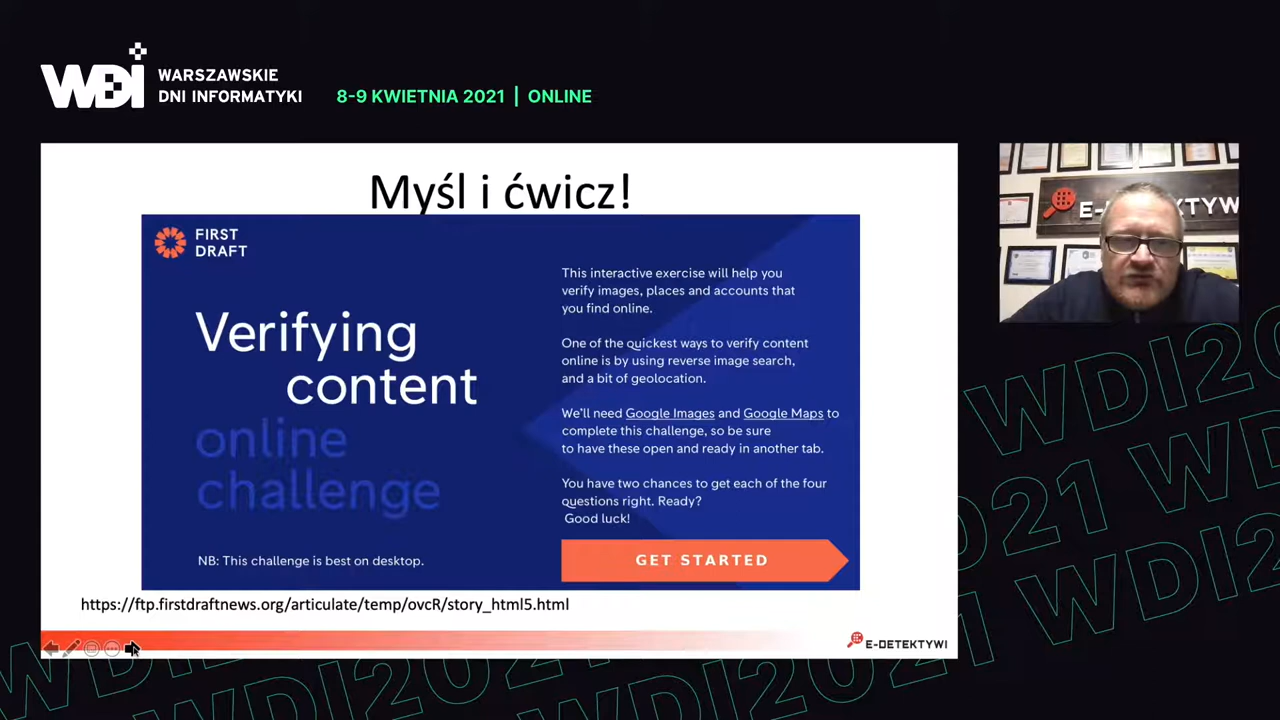 WDI
WARSZAWSKIE
DNI INFORMATYKI
8-9 KWIETNIA 2021 | ONLINE
Myśl i ćwicz!
FIRST
DRAFT
Verifying
content
online
challenge
NB: This challenge is best on desktop.
This interactive exercise will help you
verify images, places and accounts that
you find online.
One of the quickest ways to verify content
online is by using reverse image search,
and a bit of geolocation.
We'll need Google Images and Google Maps to
complete this challenge, so be sure
to have these open and ready in another tab.
You have two chances to get each of the four
questions right. Ready?
Good luck!
GET STARTED
https://ftp.firstdraftnews.org/articulate/temp/ovcR/story_html5.html
E-DETEKTYWI
WDI2021
WDI2021
WDI2021